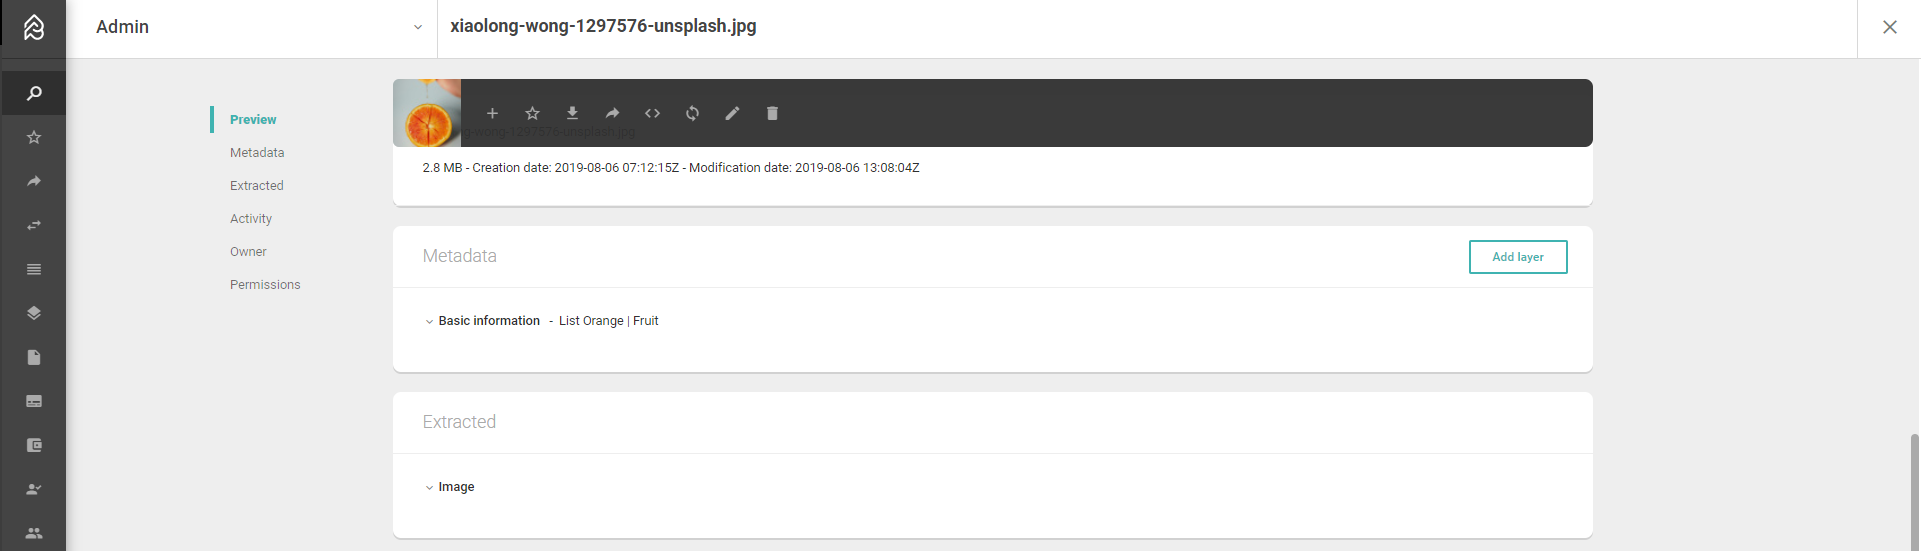 Admin
xiaolong-wong-1297576-unsplash.jpg
Preview
Metadata
Extracted
Activity
Owner
Permissions
g-wong-1297576-unsplash.jpg
2.8 MB - Creation date: 2019-08-06 07:12:15Z - Modification date: 2019-08-06 13:08:04Z
Metadata
Add layer
Basic information - List Orange | Fruit
Extracted
Image